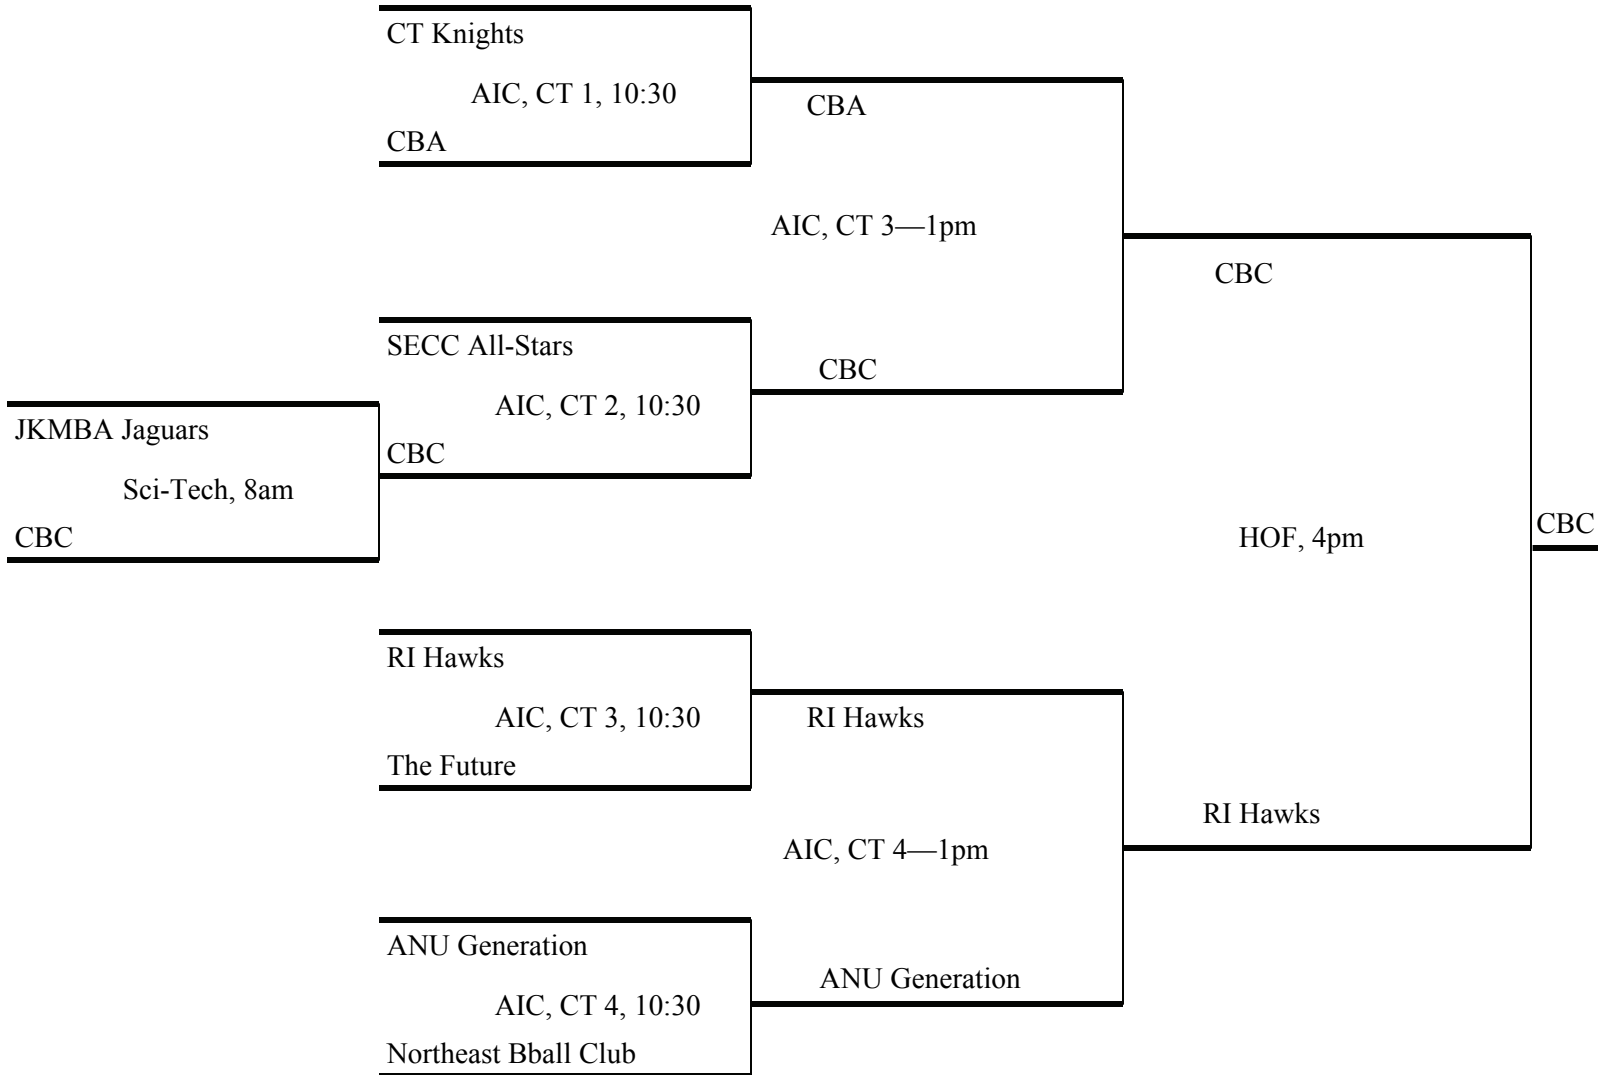 CT Knights
AIC, CT 1, 10:30
CBA
CBA
AIC, CT 3—1pm
CBC
SECC All-Stars
AIC, CT 2, 10:30
CBC
CBC
JKMBA Jaguars
Sci-Tech, 8am
CBC
HOF, 4pm
CBC
RI Hawks
AIC, CT 3, 10:30
The Future
RI Hawks
AIC, CT 4—1pm
RI Hawks
ANU Generation
AIC, CT 4, 10:30
Northeast Bball Club
ANU Generation